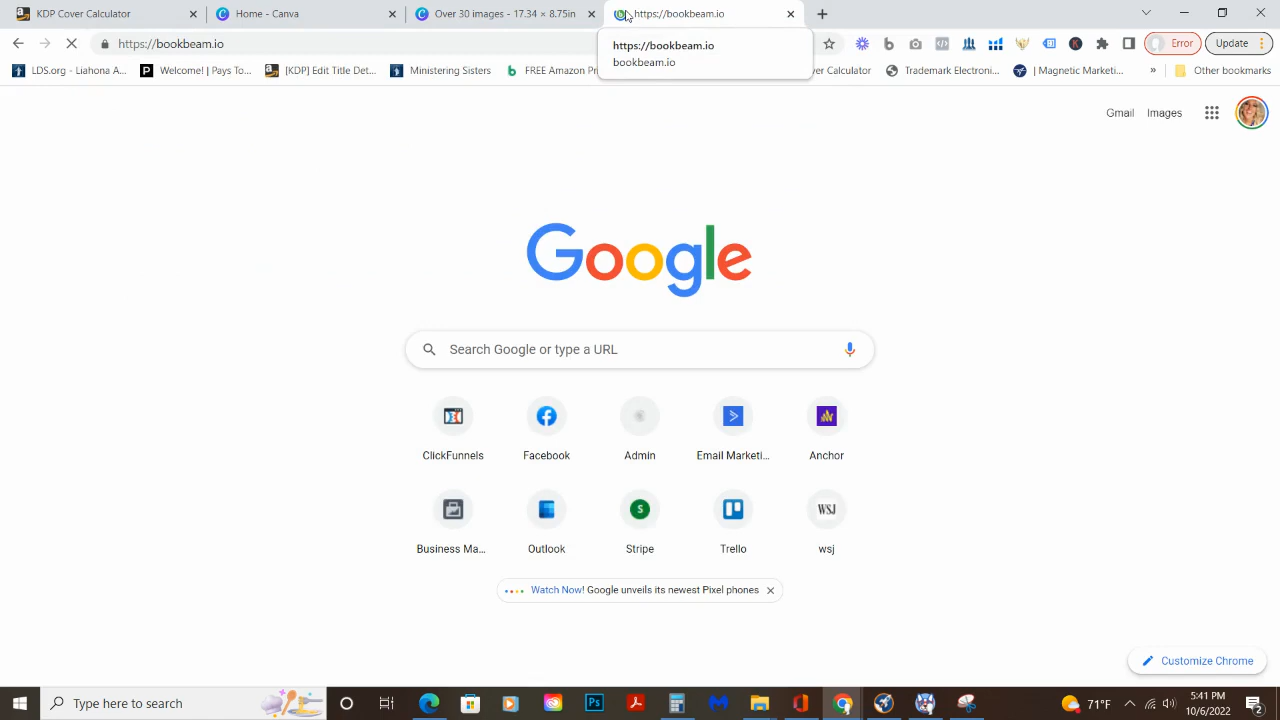 KDP Cover Calculator
Home - Canva
Over 30 images - 17.34 × 8.75in
https://bookbeam.io
https://bookbeam.io
Error
Update
https://bookbeam.io
bookbeam.io
LDS.org - Liahona A...
Welcome! | Pays To...
[KDP] Edit Title Det...
Ministering Sisters
FREE Amazon Pr
ver Calculator
Trademark Electroni...
| Magnetic Marketi...
»
Other bookmarks
Gmail
Images
Google
Search Google or type a URL
ClickFunnels
Facebook
Admin
Email Marketi...
Anchor
WSJ
Business Ma...
Outlook
Stripe
Trello
wsj
Watch Now! Google unveils its newest Pixel phones
Customize Chrome
Type here to search
Ps
71°F
5:41 PM
10/6/2022
2